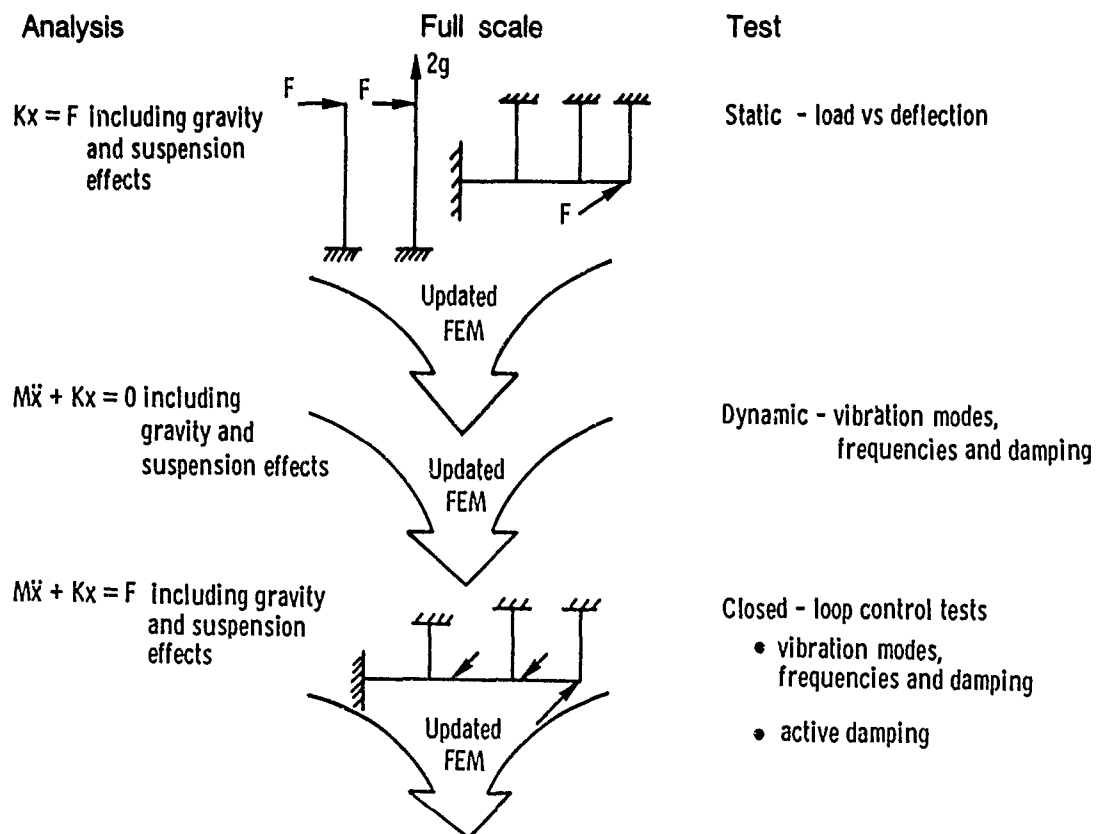 Analysis
Full scale
Test
2g
F
F
Kx = F including gravity
and suspension
effects
F
Static - load vs deflection
Updated
FEM
Mẍ + Kx = 0 including
gravity and
suspension effects
Updated
FEM
Dynamic - vibration modes,
frequencies and damping
Mẍ + Kx = F including gravity
and suspension
effects
Updated
FEM
Closed - loop control tests
• vibration modes,
frequencies and damping
• active damping